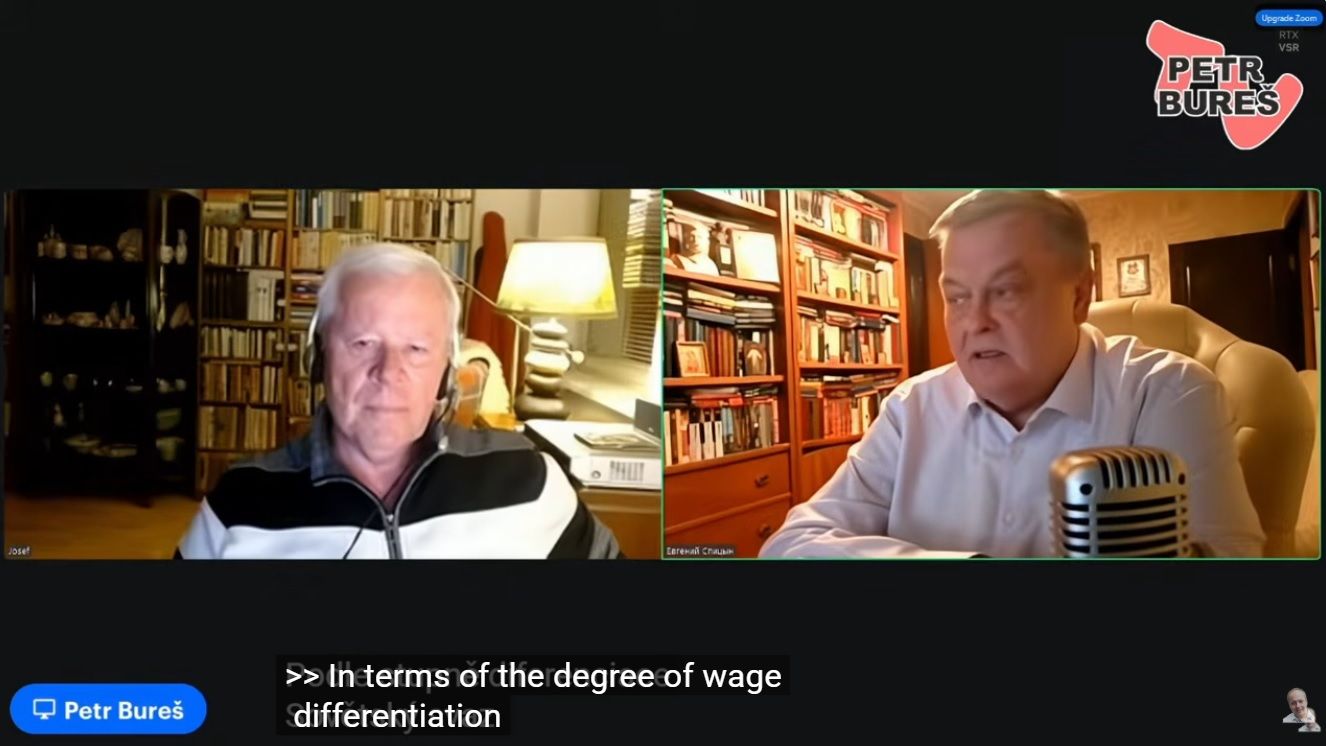 Upgrade Zoom
RTX
VSR
PETR
BUREŠ
Josef
Евгений Спицын
>> In terms of the degree of wage
differentiation
Petr Bureš